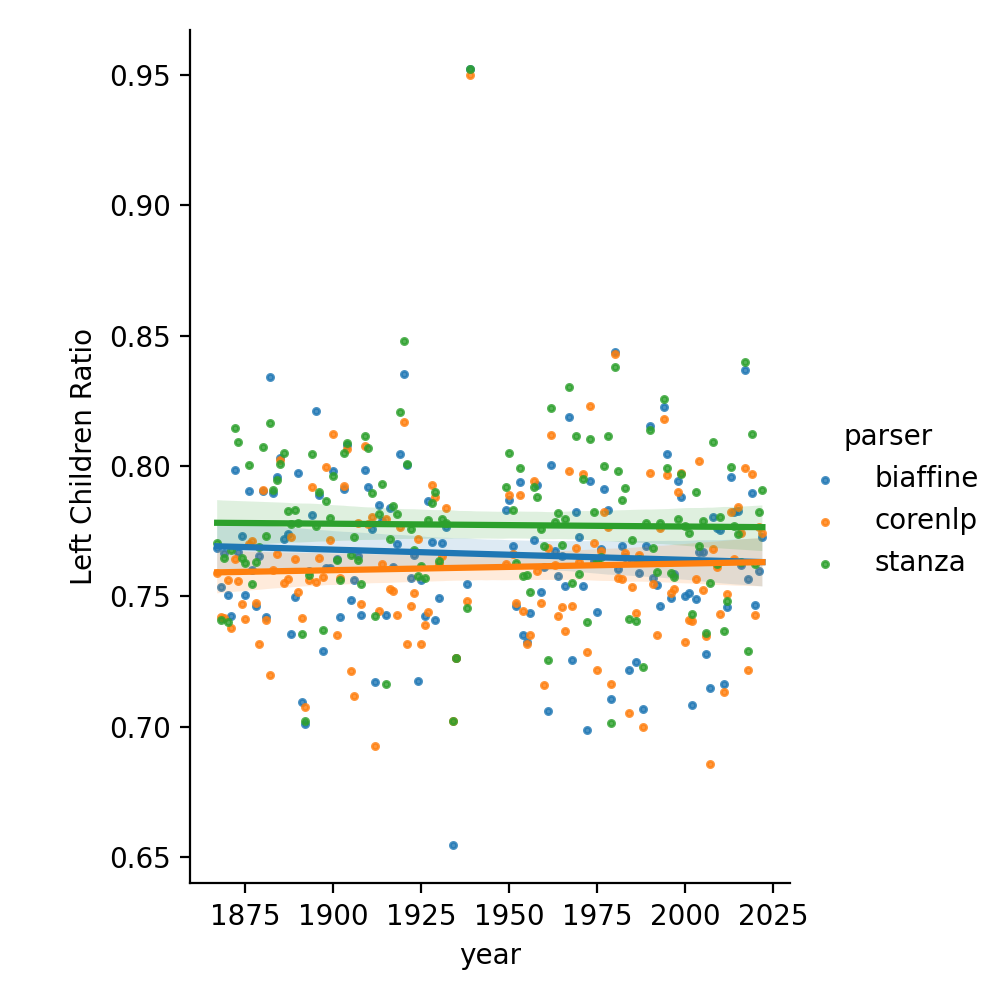 0.95
0.90
0.85
0.80
0.75
0.70
0.65
Left Children Ratio
1875 1900 1925 1950 1975 2000 2025
year
parser
biaffine
corenlp
stanza